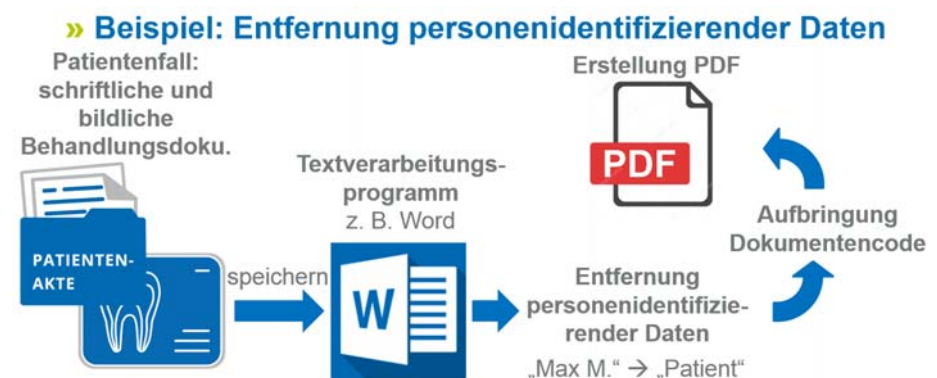 » Beispiel: Entfernung personenidentifizierender Daten
Patientenfall:
schriftliche und
bildliche
Behandlungsdoku.
PATIENTEN-
AKTE
speichern
Textverarbeitungs-
programm
z. B. Word
W
Entfernung
personenidentifizie-
render Daten
„Max M.“ → „Patient“
Aufbringung
Dokumentencode
Erstellung PDF
PDF